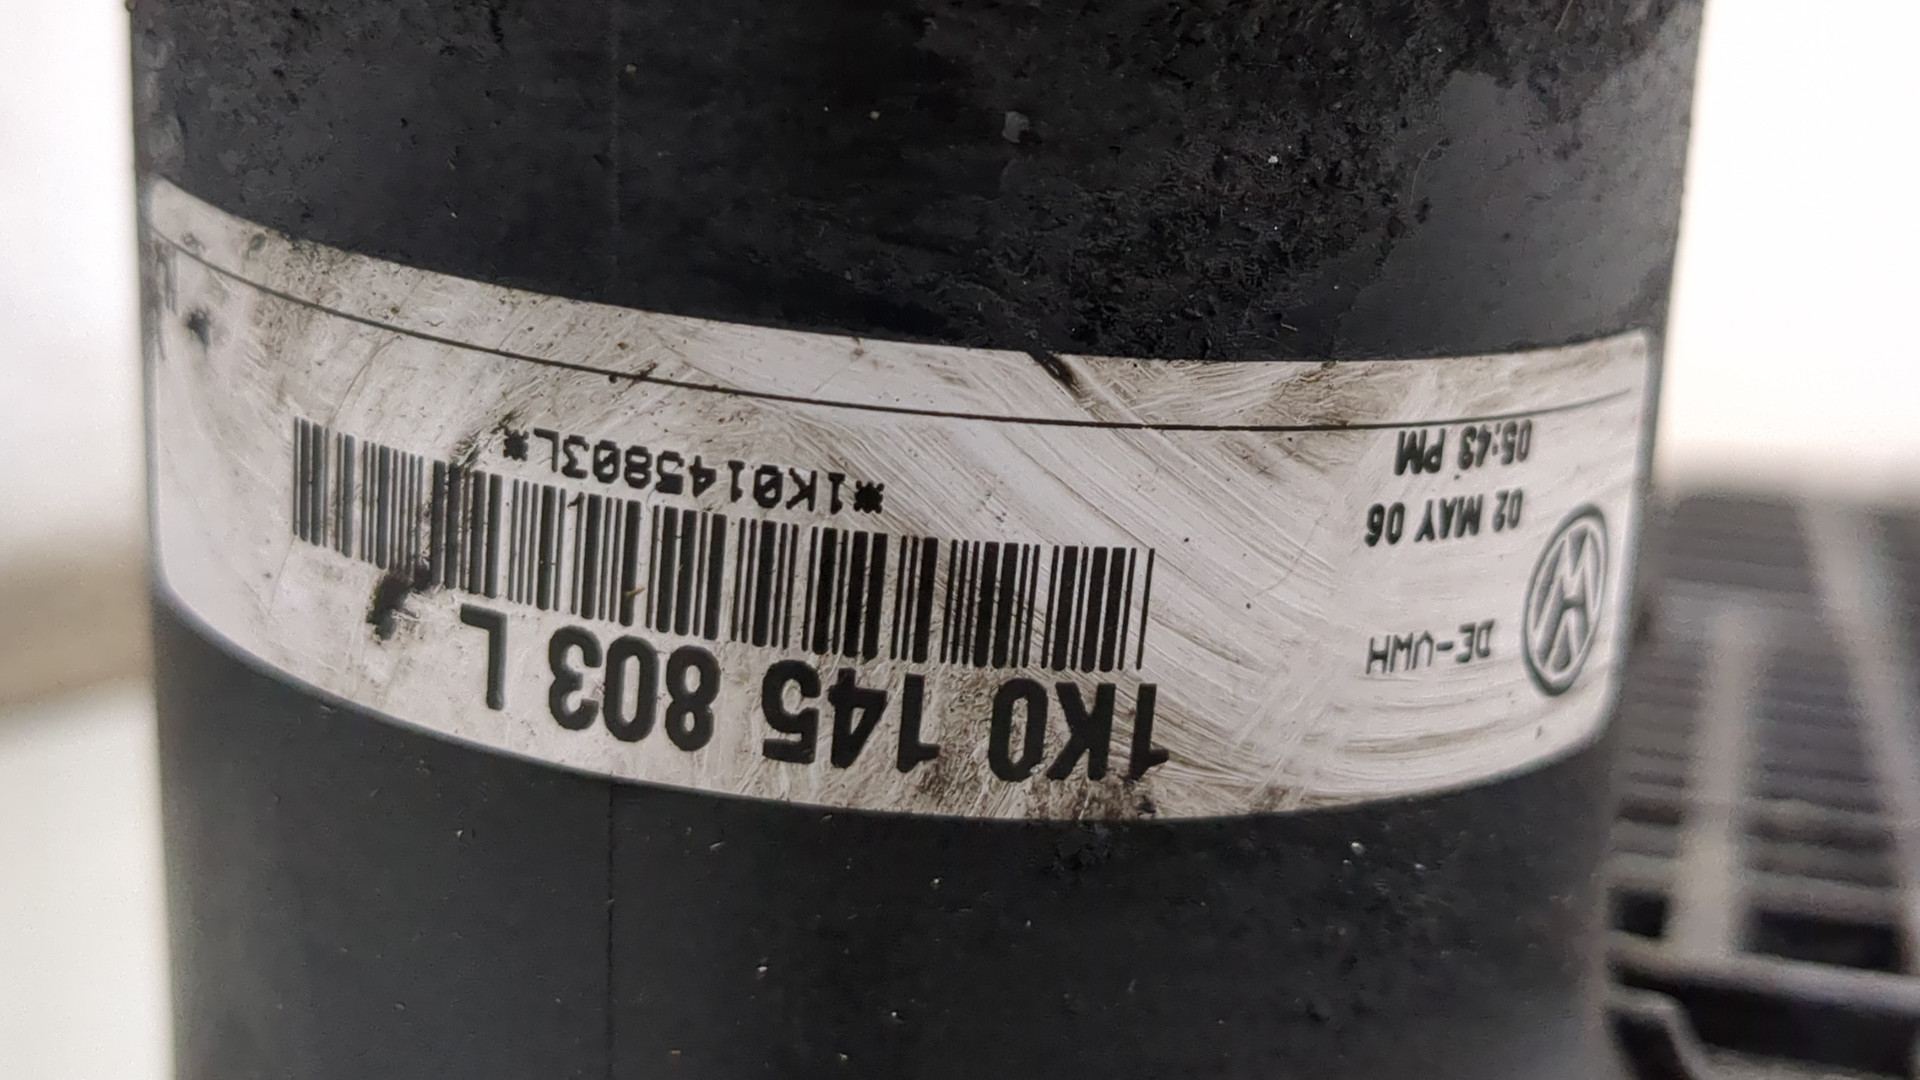 DE-VWH
02 MAY 06
05:43 PM
1K0 145 803 L
*1K0145803L*